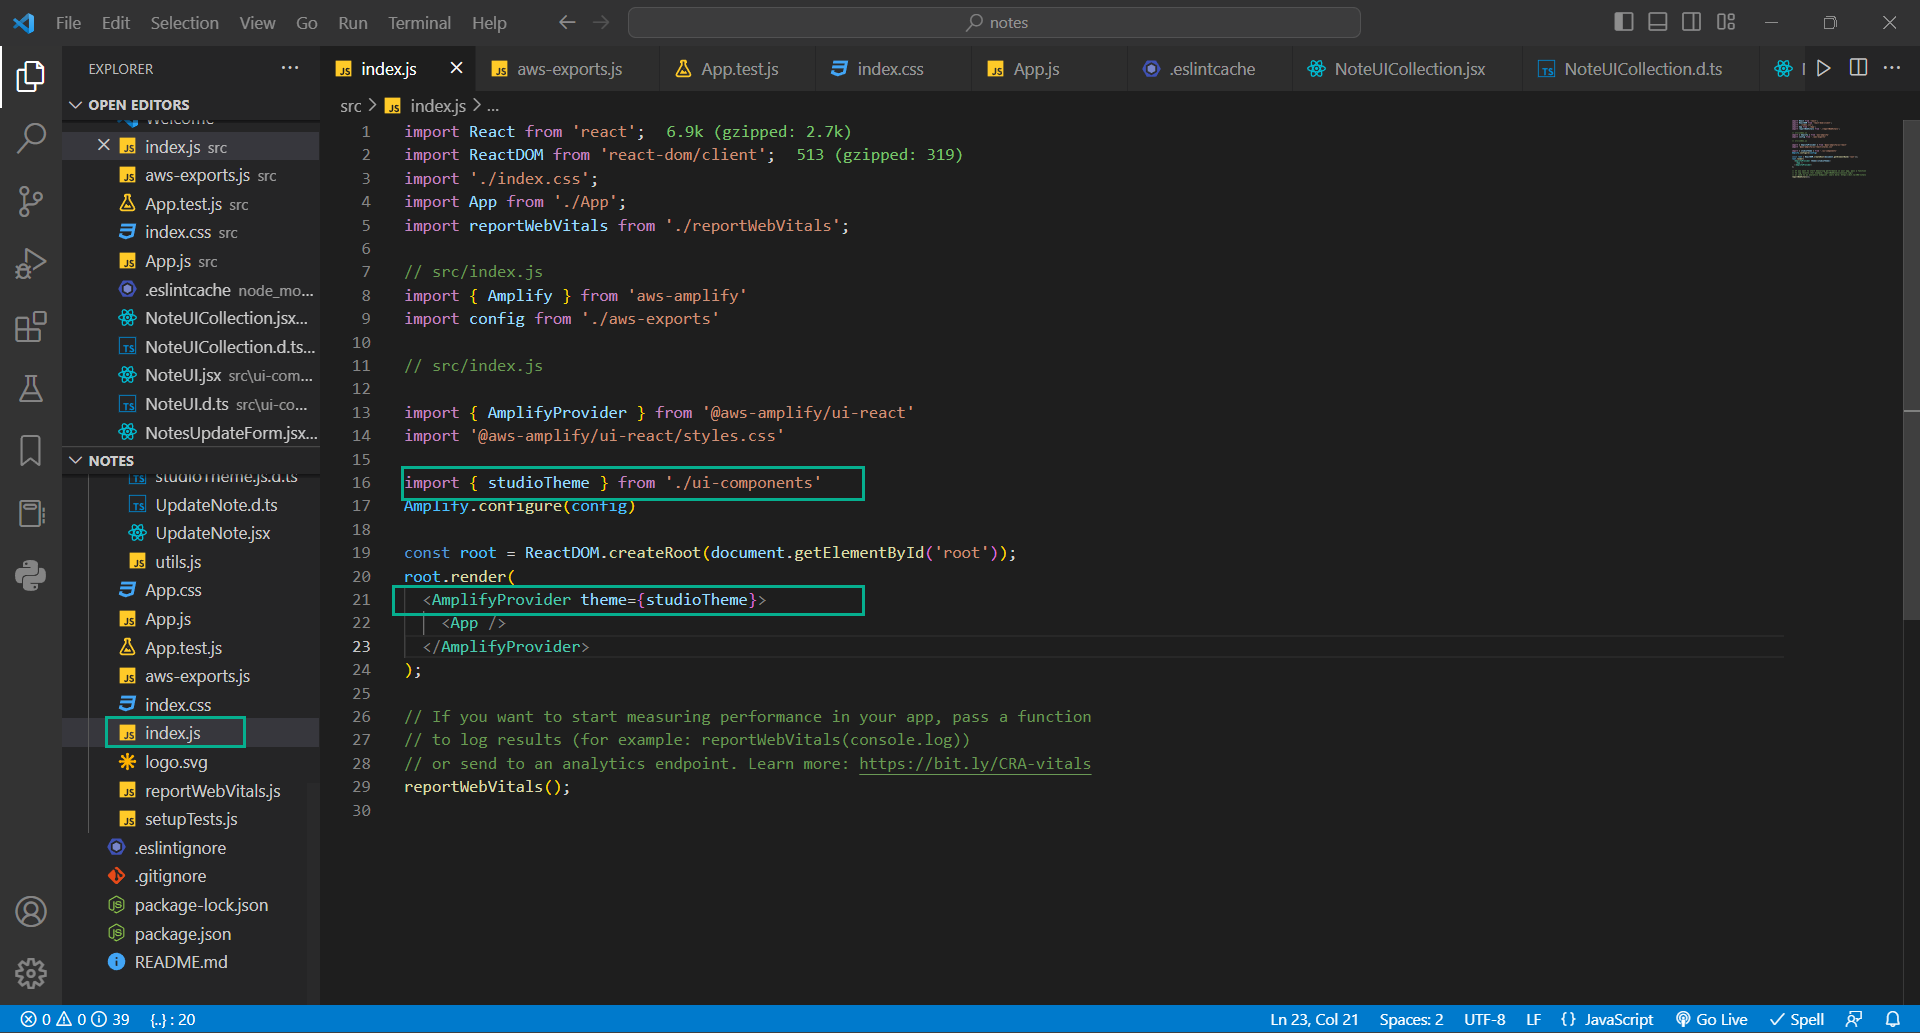 File Edit Selection View Go Run Terminal Help notes
EXPLORER
OPEN EDITORS
Welcome
index.js src
aws-exports.js src
App.test.js src
index.css src
App.js src
.eslintcache node_mo...
NoteUICollection.jsx...
NoteUICollection.d.ts...
NoteUI.jsx src\ui-com...
NoteUI.d.ts src\ui-co...
NotesUpdateForm.jsx...
NOTES
studioTheme.js.d.ts
UpdateNote.d.ts
UpdateNote.jsx
utils.js
App.css
App.js
App.test.js
aws-exports.js
index.css
index.js
logo.svg
reportWebVitals.js
setupTests.js
.eslintignore
.gitignore
package-lock.json
package.json
README.md
index.js aws-exports.js App.test.js index.css App.js .eslintcache NoteUICollection.jsx NoteUICollection.d.ts
src > index.js > ...
1 import React from 'react'; 6.9k (gzipped: 2.7k)
2 import ReactDOM from 'react-dom/client'; 513 (gzipped: 319)
3 import './index.css';
4 import App from './App';
5 import reportWebVitals from './reportWebVitals';
6
7 // src/index.js
8 import { Amplify } from 'aws-amplify'
9 import config from './aws-exports'
10
11 // src/index.js
12
13 import { AmplifyProvider } from '@aws-amplify/ui-react'
14 import '@aws-amplify/ui-react/styles.css'
15
16 import { studioTheme } from './ui-components'
17 Amplify.configure(config)
18
19 const root = ReactDOM.createRoot(document.getElementById('root'));
20 root.render(
21 <AmplifyProvider theme={studioTheme}>
22 <App />
23 </AmplifyProvider>
24 );
25
26 // If you want to start measuring performance in your app, pass a function
27 // to log results (for example: reportWebVitals(console.log))
28 // or send to an analytics endpoint. Learn more: https://bit.ly/CRA-vitals
29 reportWebVitals();
30
0 0 39 {..} : 20 Ln 23, Col 21 Spaces: 2 UTF-8 LF {} JavaScript Go Live Spell